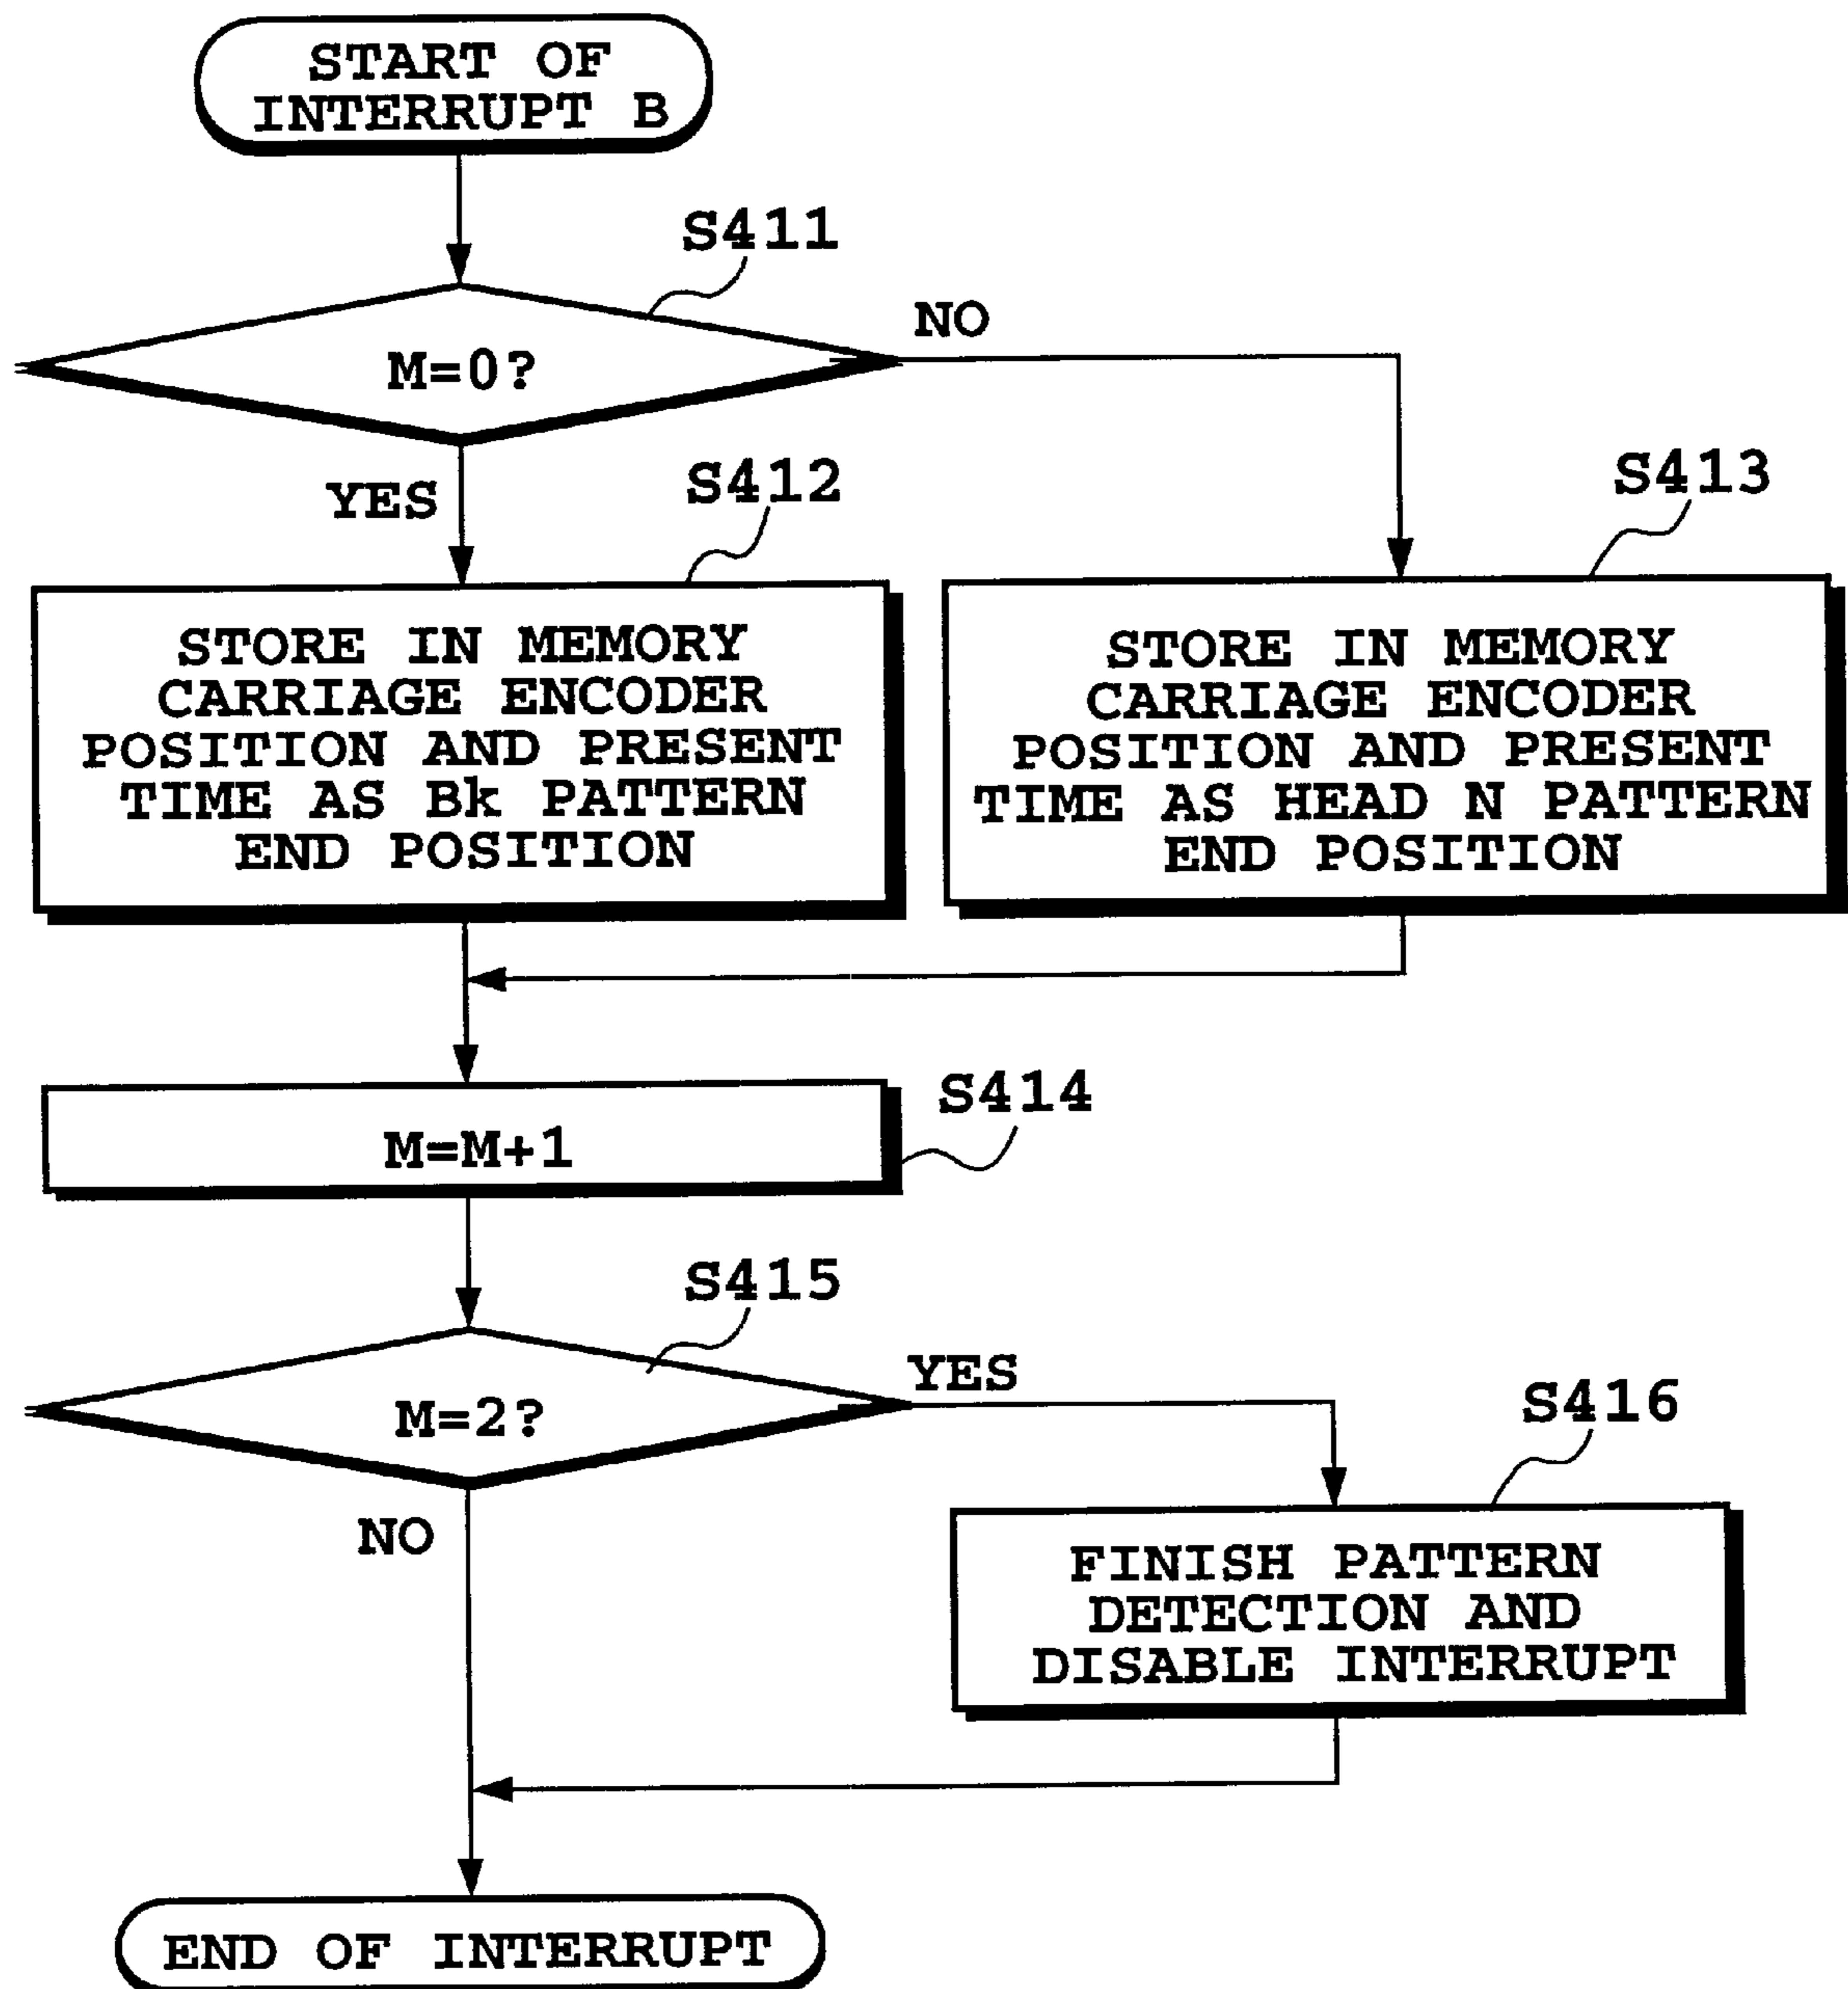 START OF
INTERRUPT B
S411
M=0?
NO
YES
S412
S413
STORE IN MEMORY
CARRIAGE ENCODER
POSITION AND PRESENT
TIME AS Bk PATTERN
END POSITION
STORE IN MEMORY
CARRIAGE ENCODER
POSITION AND PRESENT
TIME AS HEAD N PATTERN
END POSITION
M=M+1
S414
S415
M=2?
YES
NO
S416
FINISH PATTERN
DETECTION AND
DISABLE INTERRUPT
END OF INTERRUPT